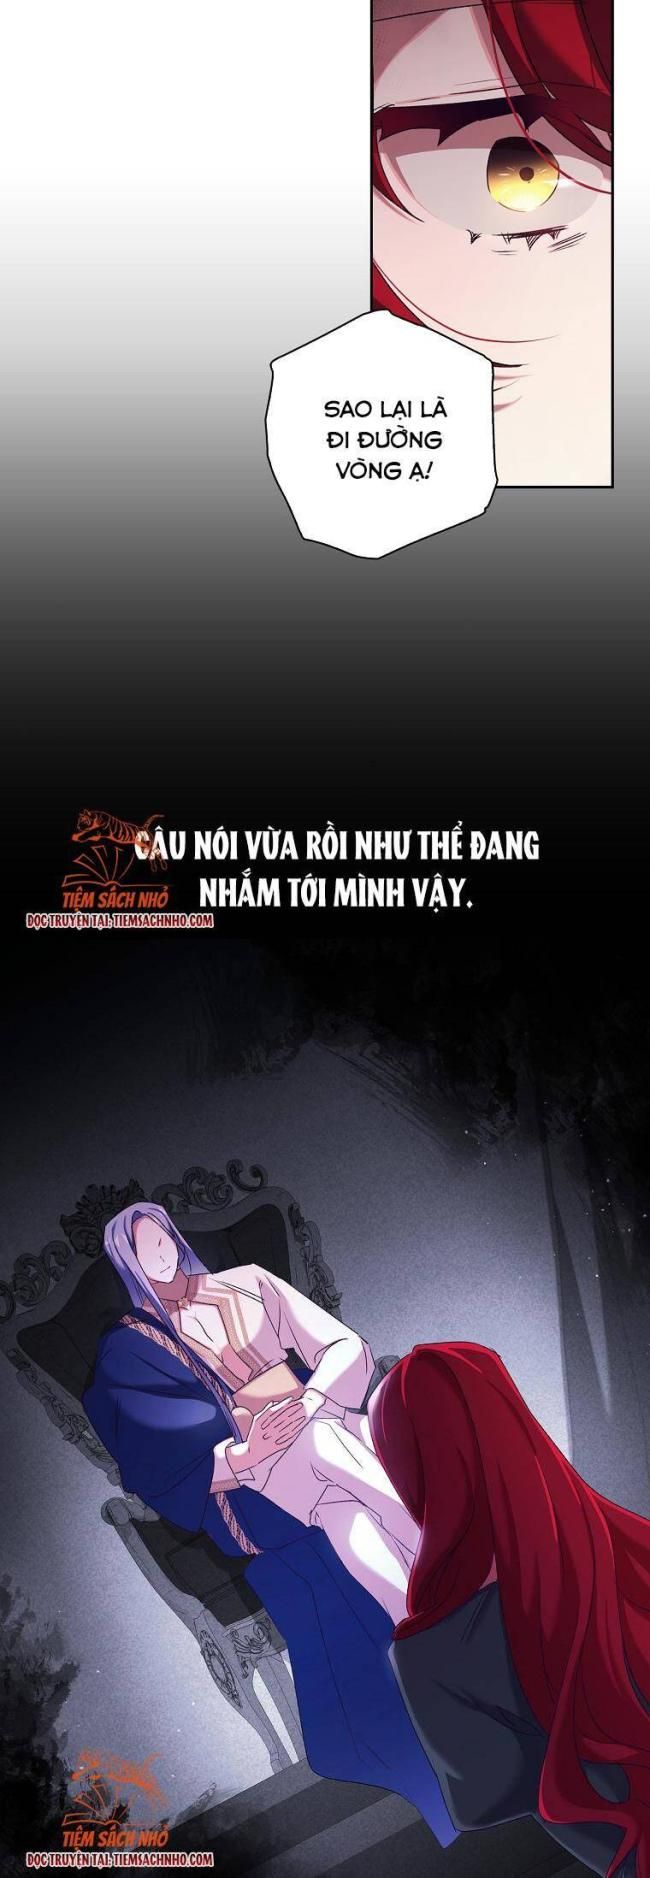 SAO LẠI LÀ
ĐI ĐƯỜNG
VÒNG Ạ!
CÂU NÓI VỪA RỒI NHƯ THỂ ĐANG
NHẮM TỚI MÌNH VẬY.
TIỆM SÁCH NHỎ
ĐỌC TRUYỆN TẠI: TIEMSACHNHO.COM
TIỆM SÁCH NHỎ
ĐỌC TRUYỆN TẠI: TIEMSACHNHO.COM